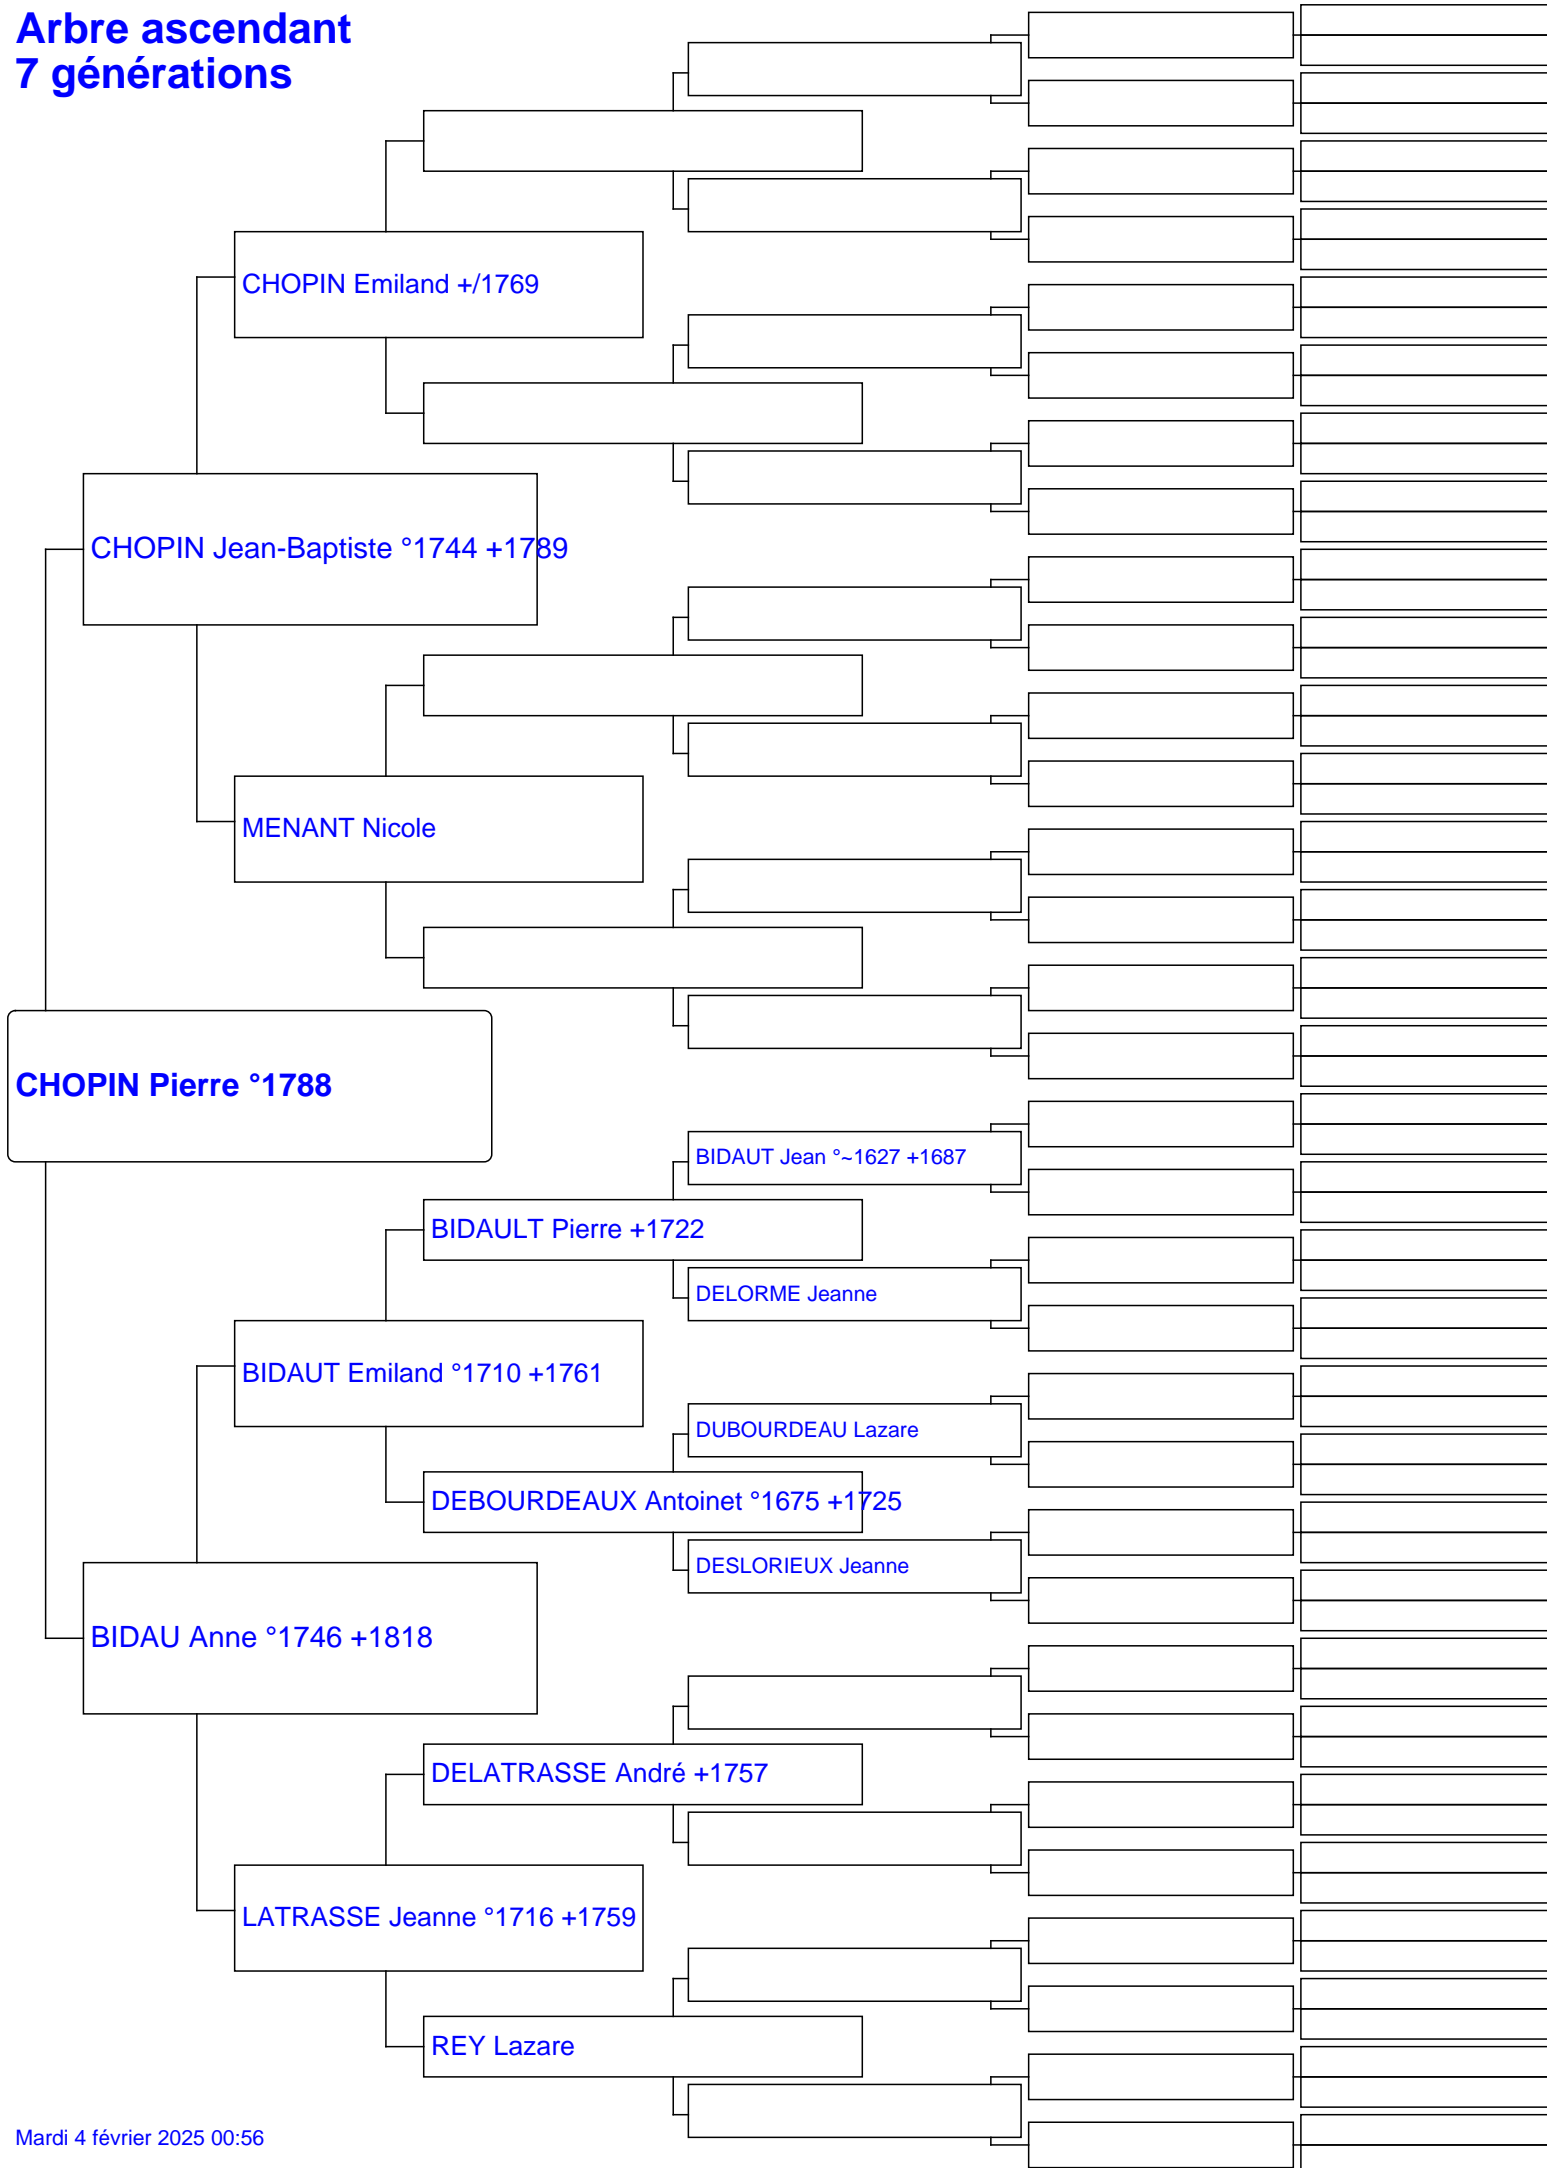 Arbre ascendant
7 générations
CHOPIN Emiland +/1769
CHOPIN Jean-Baptiste °1744 +1789
MENANT Nicole
CHOPIN Pierre °1788
BIDAUT Jean °~1627 +1687
BIDAULT Pierre +1722
DELORME Jeanne
BIDAUT Emiland °1710 +1761
DUBOURDEAU Lazare
DEBOURDEAUX Antoinet °1675 +1725
DESLORIEUX Jeanne
BIDAU Anne °1746 +1818
DELATRASSE André +1757
LATRASSE Jeanne °1716 +1759
REY Lazare
Mardi 4 février 2025 00:56